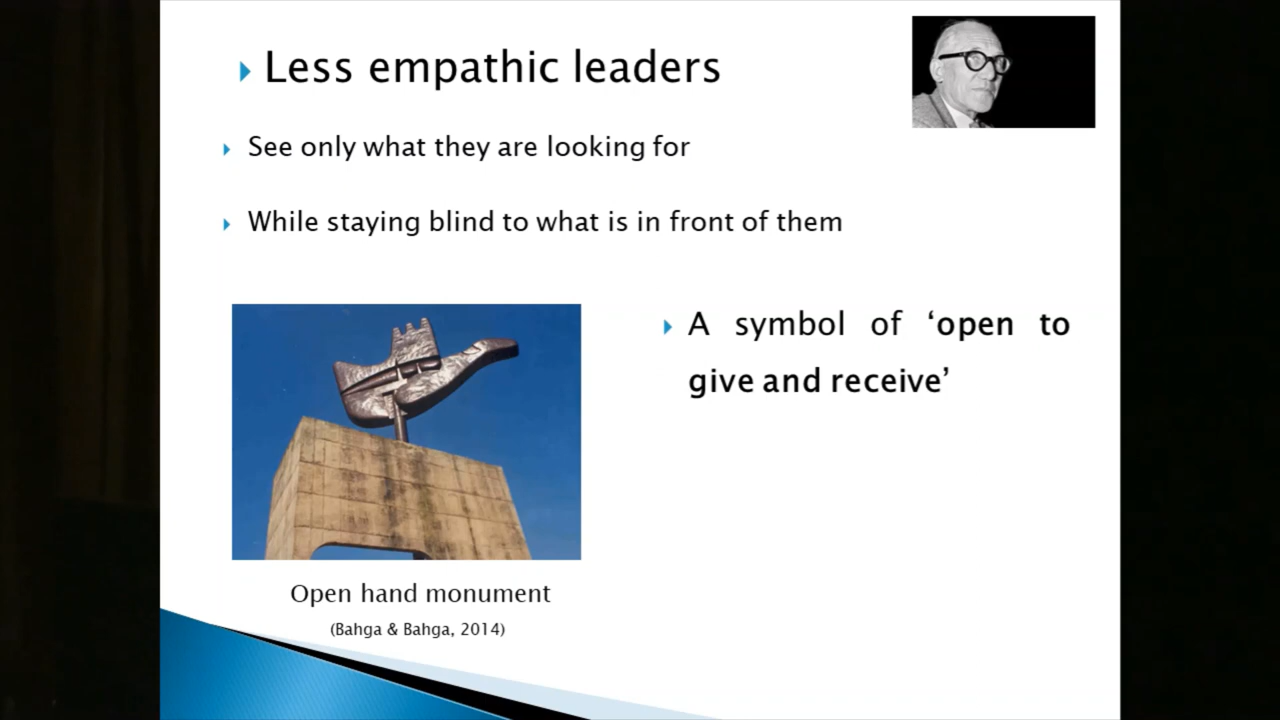 Less empathic leaders
See only what they are looking for
While staying blind to what is in front of them
A symbol of ‘open to
give and receive’
Open hand monument
(Bahga & Bahga, 2014)